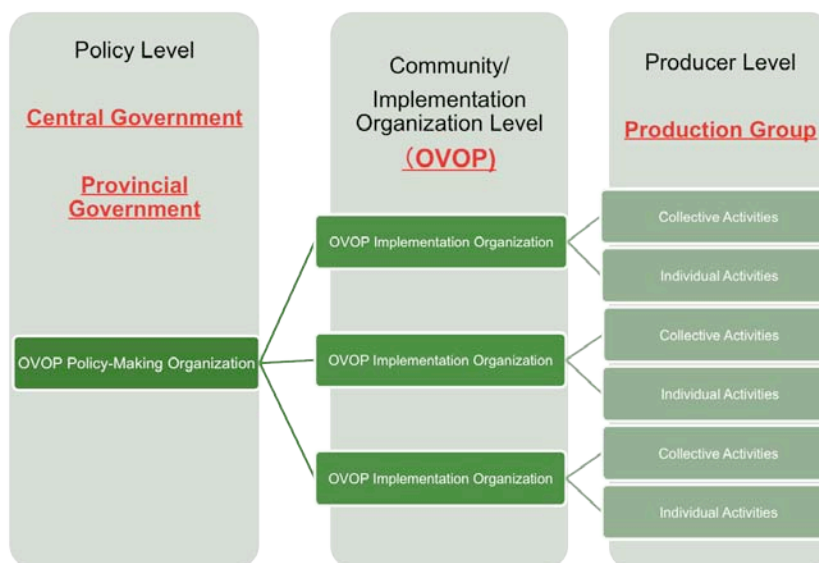 Policy Level
Central Government
Provincial
Government
OVOP Policy-Making Organization
Community/
Implementation
Organization Level
（OVOP)
OVOP Implementation Organization
OVOP Implementation Organization
OVOP Implementation Organization
Producer Level
Production Group
Collective Activities
Individual Activities
Collective Activities
Individual Activities
Collective Activities
Individual Activities